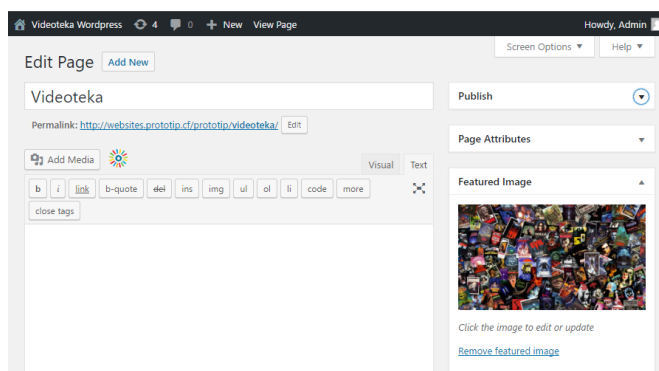 Videoteka Wordpress 4 0 + New View Page Howdy, Admin
Screen Options ▼ Help ▼
Edit Page Add New
Videoteka
Permalink: http://websites.prototip.cf/prototip/videoteka/ Edit
Add Media
Visual Text
b i link b-quote del ins img ul ol li code more
close tags
Publish
Page Attributes
Featured Image
Click the image to edit or update
Remove featured image